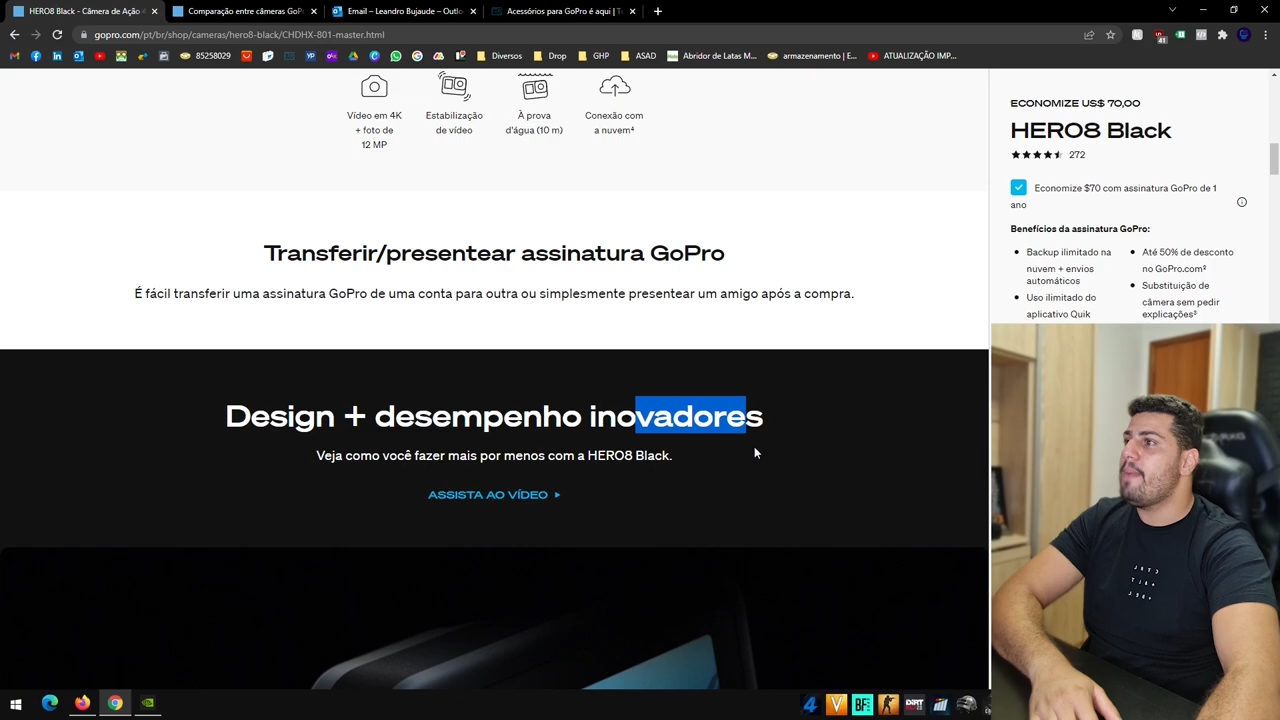 HERO8 Black - Câmera de Ação 4
Comparação entre câmeras GoP
Email – Leandro Bujaude – Outlo
Acessórios para GoPro é aqui | T
gopro.com/pt/br/shop/cameras/hero8-black/CHDHX-801-master.html
41
85258029
YP
Diversos
Drop
GHP
ASAD
Abridor de Latas M...
armazenamento | E...
ATUALIZAÇÃO IMP...
Vídeo em 4K
+ foto de
12 MP
Estabilização
de vídeo
À prova
d'água (10 m)
Conexão com
a nuvem⁴
Transferir/presentear assinatura GoPro
É fácil transferir uma assinatura GoPro de uma conta para outra ou simplesmente presentear um amigo após a compra.
Design + desempenho inovadores
Veja como você fazer mais por menos com a HERO8 Black.
ASSISTA AO VÍDEO
ECONOMIZE US$ 70,00
HERO8 Black
272
Economize $70 com assinatura GoPro de 1
ano
Benefícios da assinatura GoPro:
Backup ilimitado na
nuvem + envios
automáticos
Uso ilimitado do
aplicativo Quik
Até 50% de desconto
no GoPro.com²
Substituição de
câmera sem pedir
explicações³
4
V
BF
DiRT